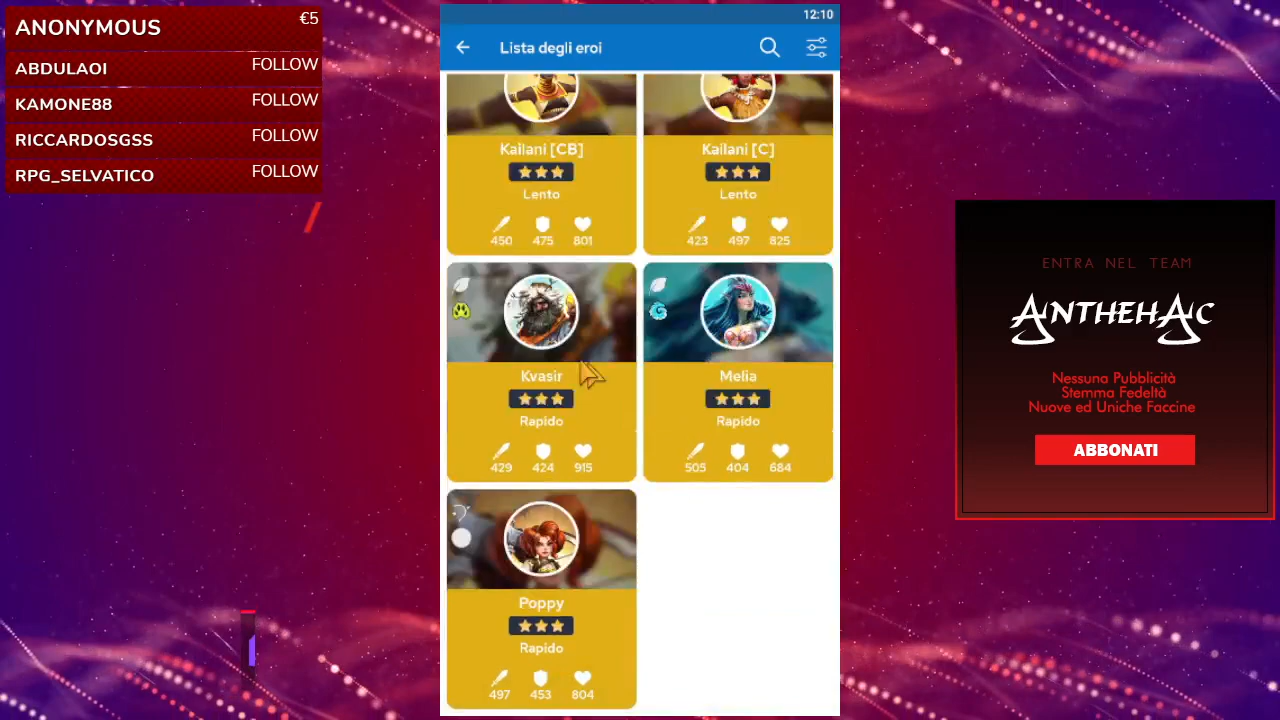 ANONYMOUS €5
ABDULAOI FOLLOW
KAMONE88 FOLLOW
RICCARDOSGSS FOLLOW
RPG_SELVATICO FOLLOW
12:10
Lista degli eroi
Kailani [CB]
Lento
450 475 801
Kailani [C]
Lento
423 497 825
Kvasir
Rapido
429 424 915
Melia
Rapido
505 404 684
Poppy
Rapido
497 453 804
ENTRA NEL TEAM
ANTHEHAC
Nessuna Pubblicità
Stemma Fedeltà
Nuove ed Uniche Faccine
ABBONATI